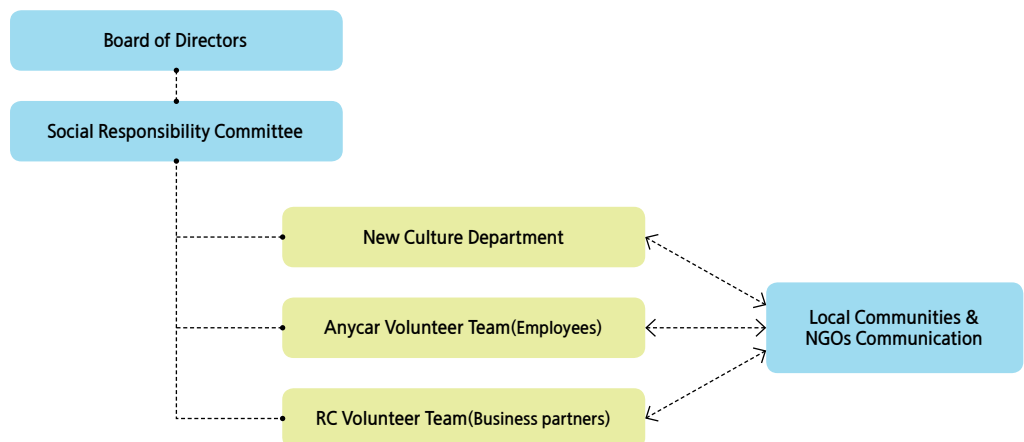 Board of Directors
Social Responsibility Committee
New Culture Department
Anycar Volunteer Team(Employees)
RC Volunteer Team(Business partners)
Local Communities &
NGOs Communication